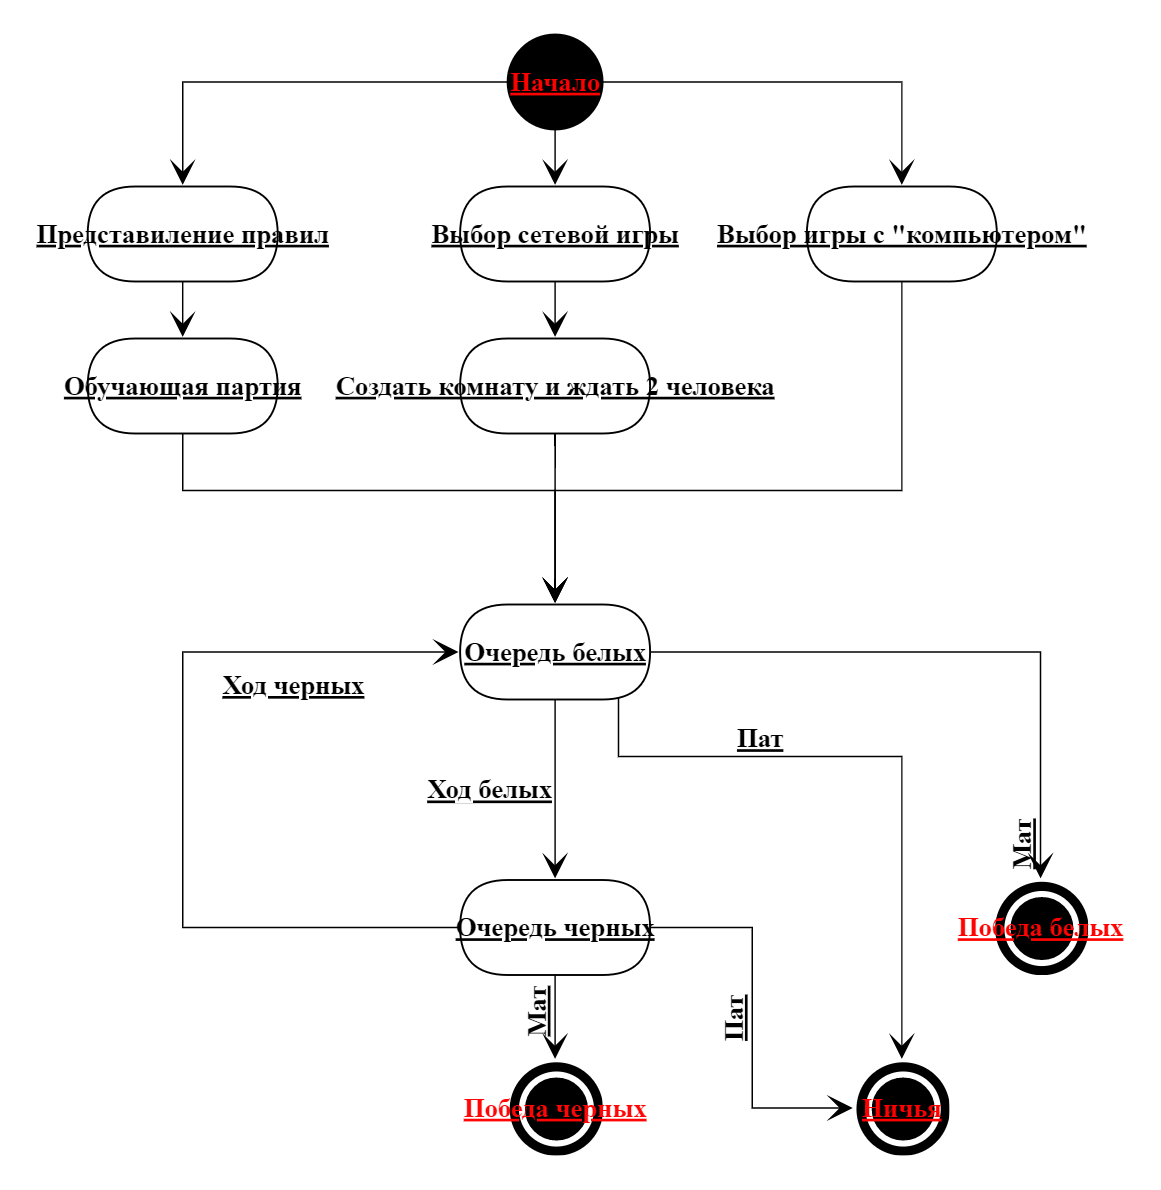 Начало
Представиление правил
Выбор сетевой игры
Выбор игры с "компьютером"
Обучающая партия
Создать комнату и ждать 2 человека
Очередь белых
Ход черных
Пат
Ход белых
Мат
Очередь черных
Победа белых
Мат
Пат
Победа черных
Ничья